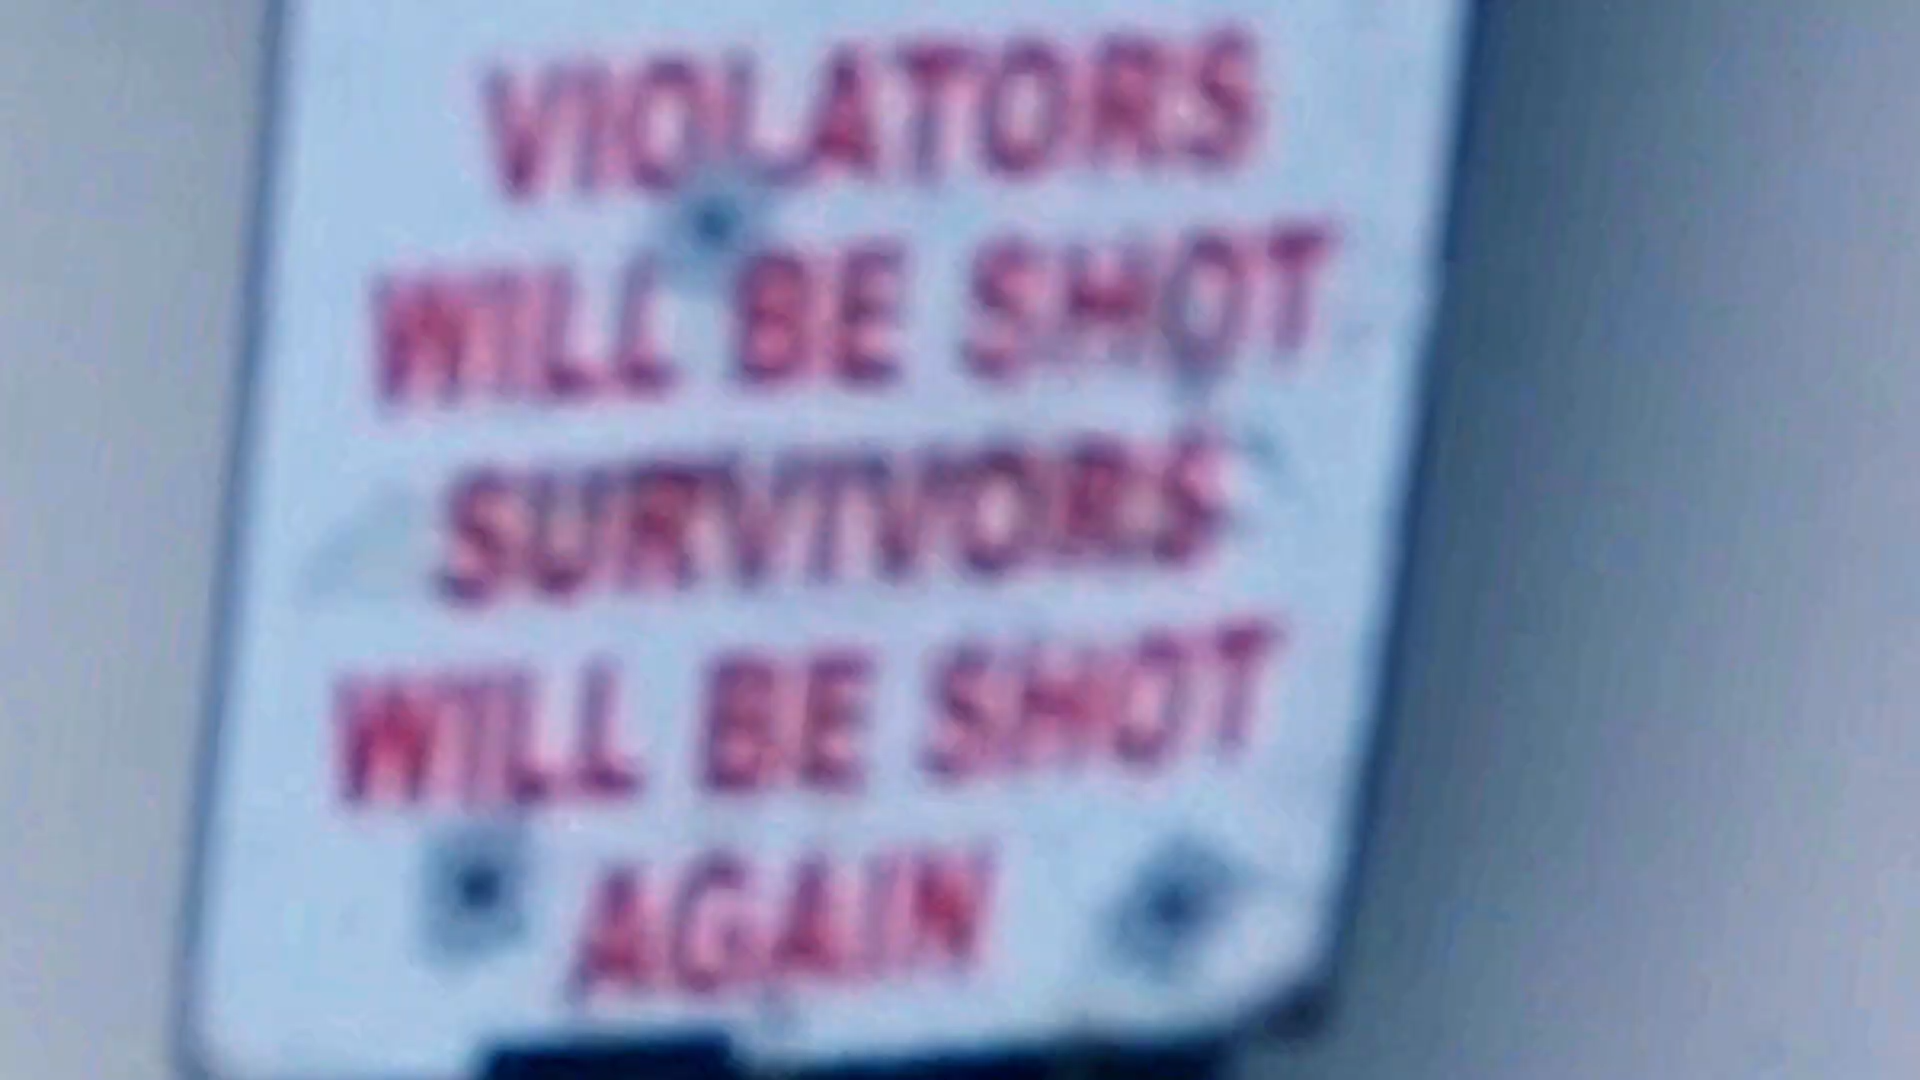 VIOLATORS
WILL BE SHOT
SURVIVORS
WILL BE SHOT
AGAIN